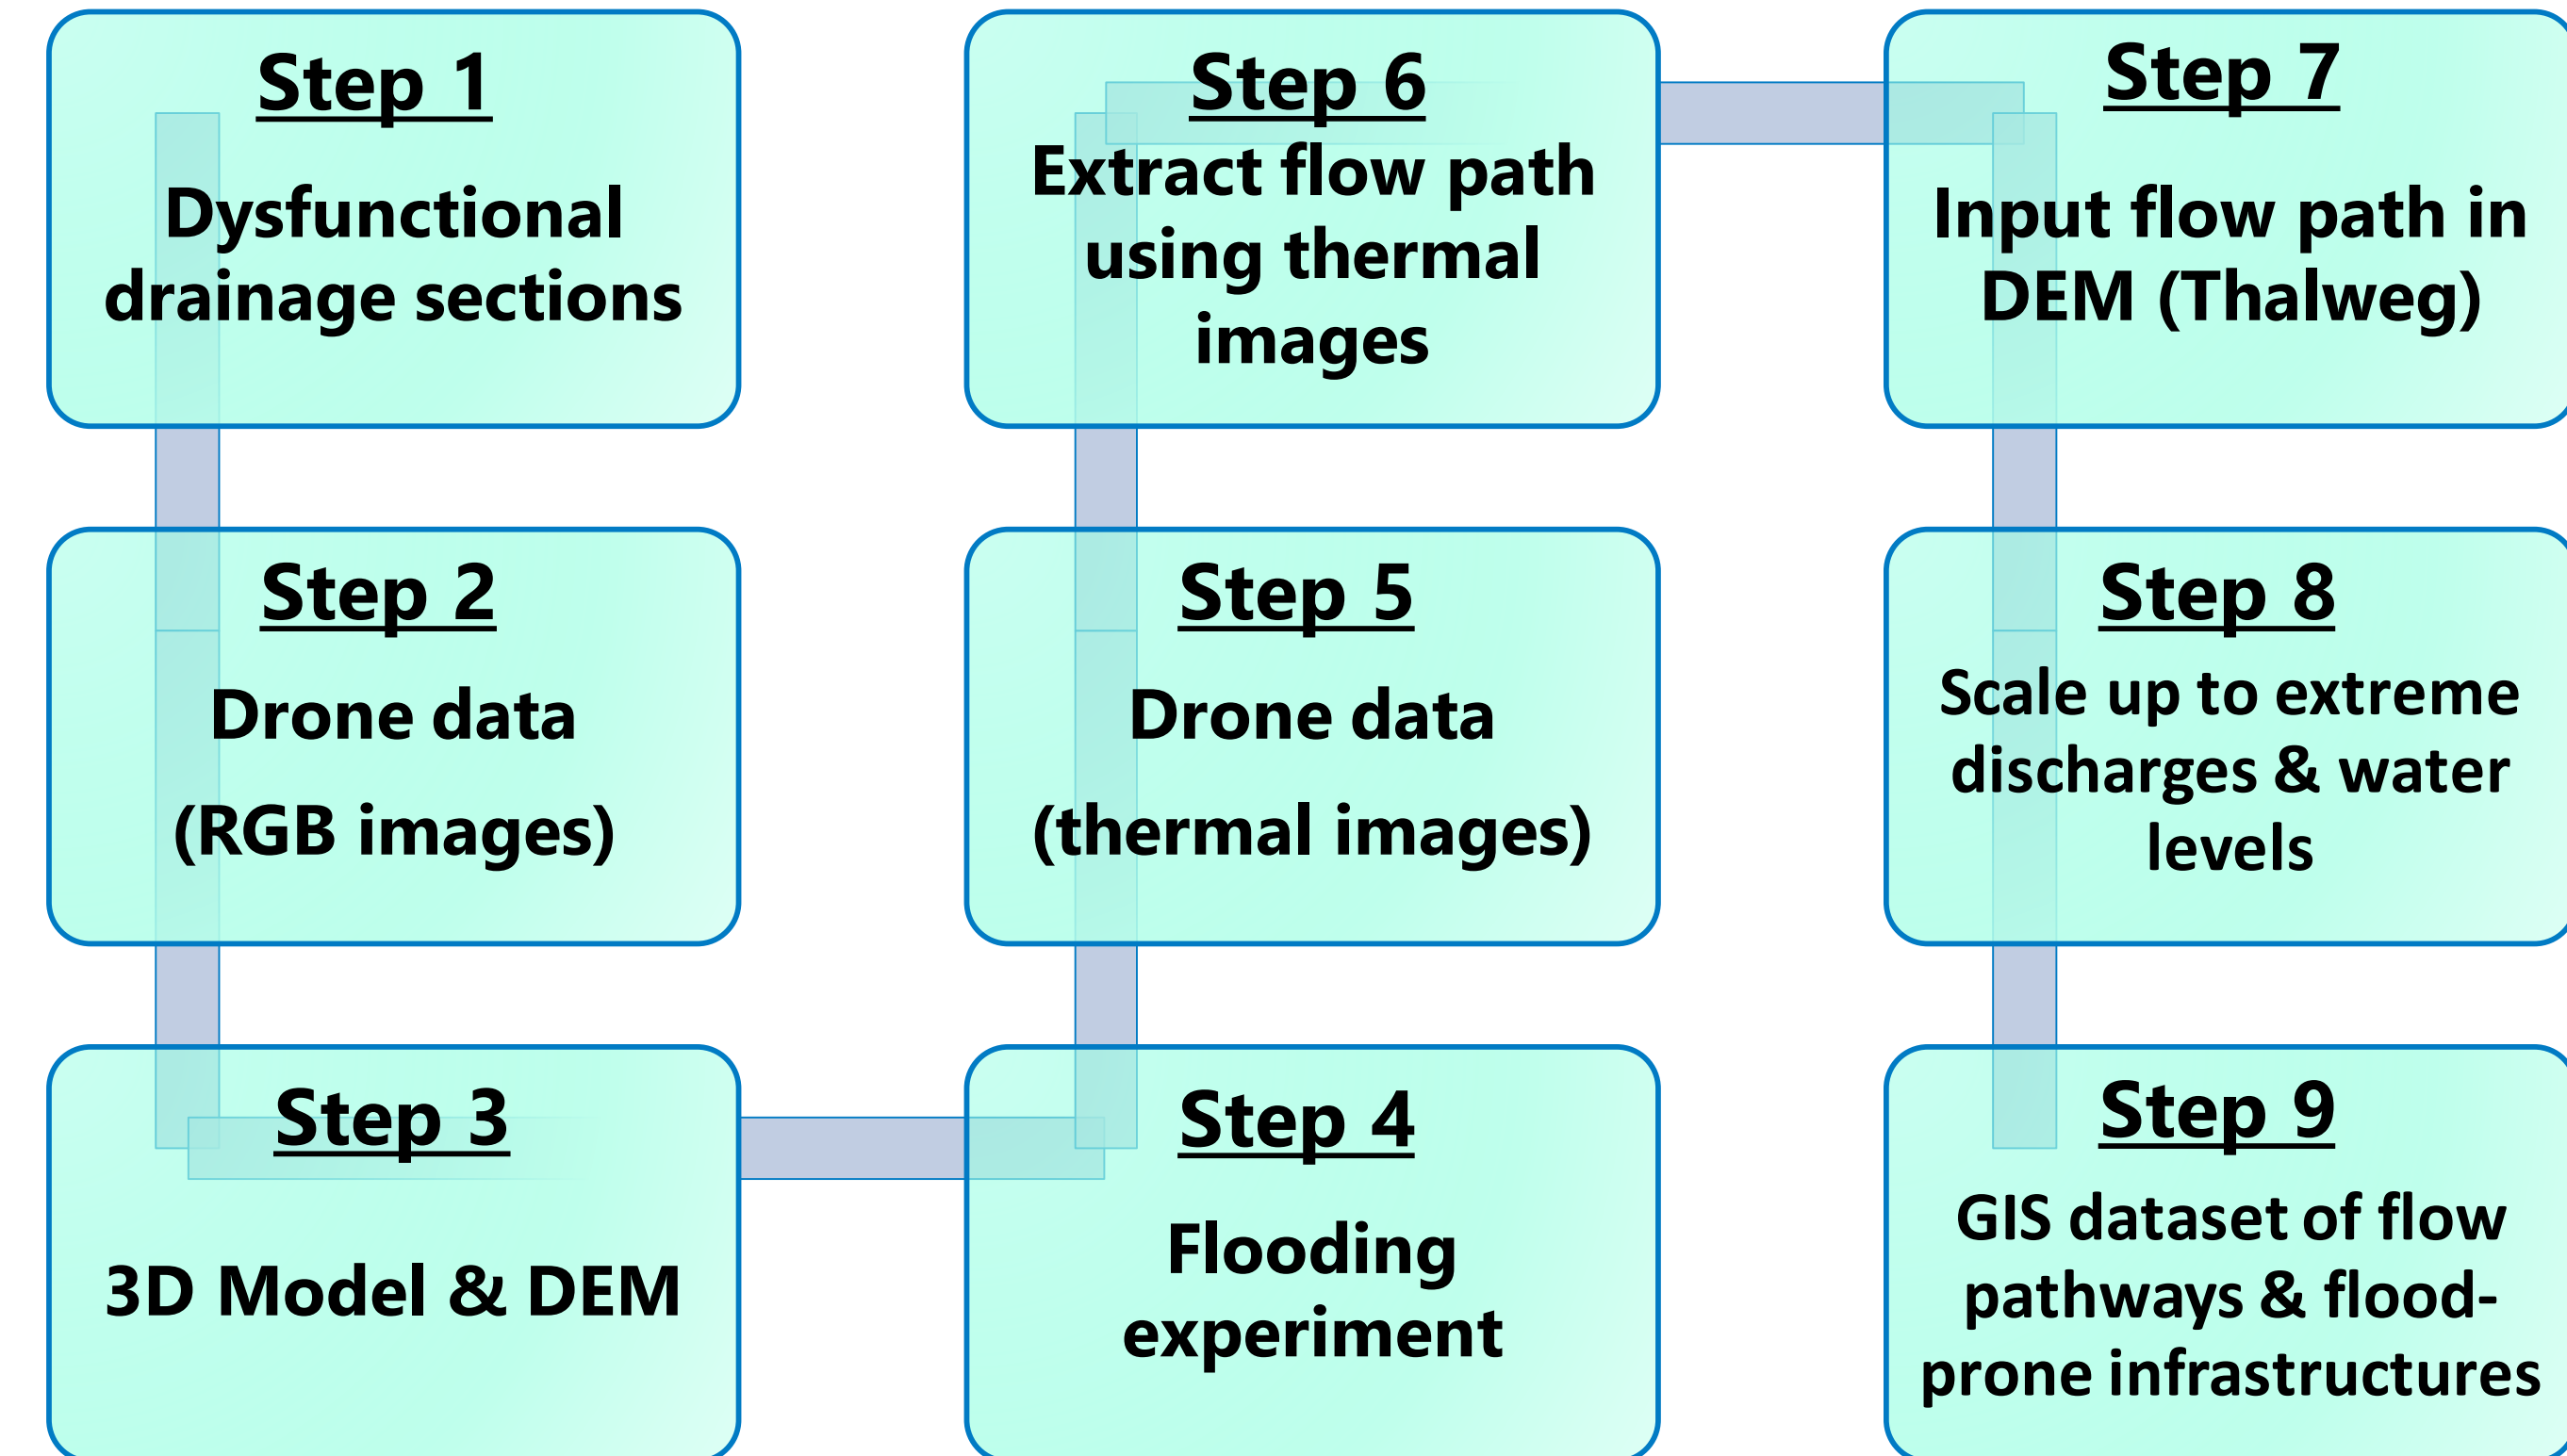 Step 1
Dysfunctional
drainage sections
Step 2
Drone data
(RGB images)
Step 3
3D Model & DEM
Step 4
Flooding
experiment
Step 5
Drone data
(thermal images)
Step 6
Extract flow path
using thermal
images
Step 7
Input flow path in
DEM (Thalweg)
Step 8
Scale up to extreme
discharges & water
levels
Step 9
GIS dataset of flow
pathways & flood-
prone infrastructures